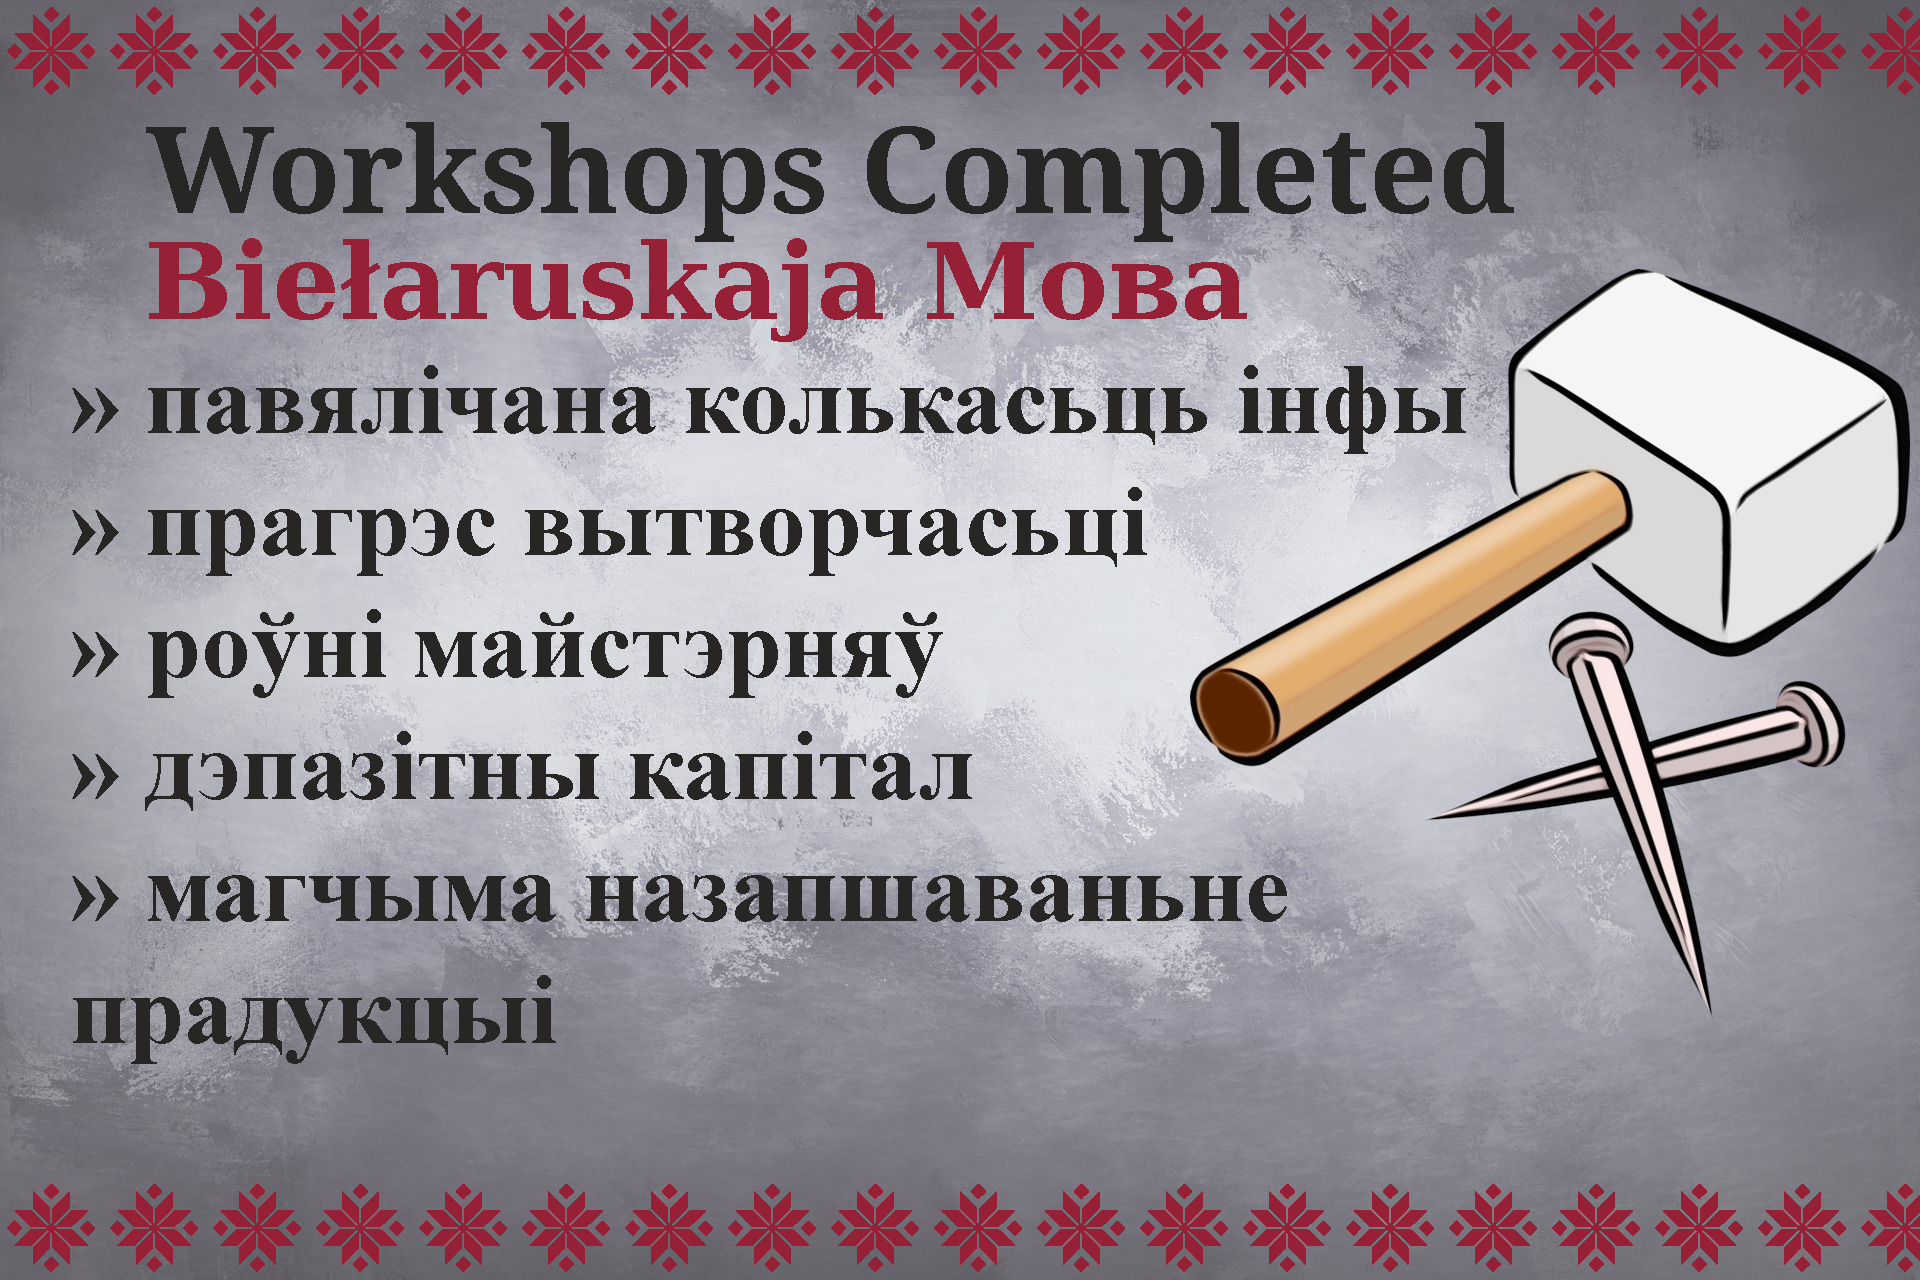 Workshops Completed
Biełaruskaja Мова
» павялічана колькасьць інфы
» прагрэс вытворчасьці
» роўні майстэрняў
» дэпазітны капітал
» магчыма назапшаваньне
прадукцыі